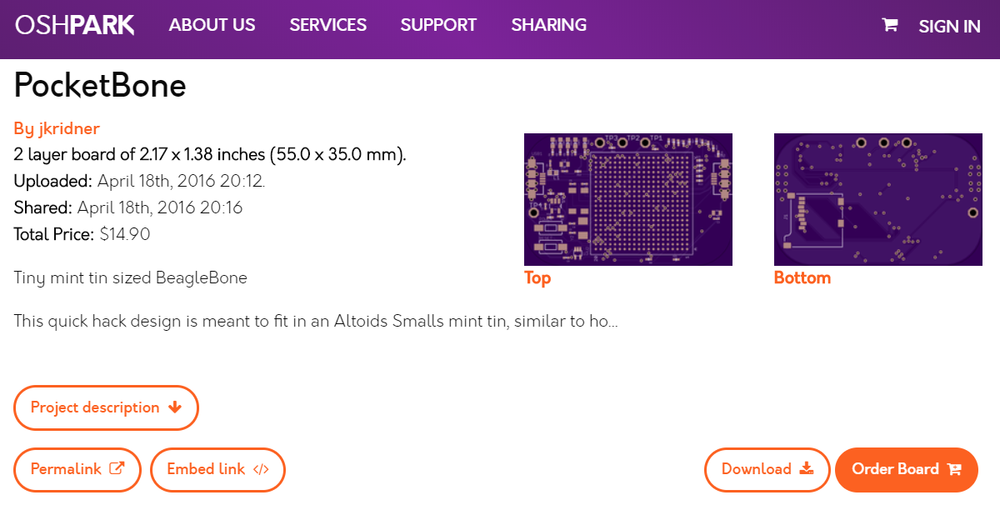 OSHPARK ABOUT US SERVICES SUPPORT SHARING SIGN IN
PocketBone
By jkridner
2 layer board of 2.17 x 1.38 inches (55.0 x 35.0 mm).
Uploaded: April 18th, 2016 20:12.
Shared: April 18th, 2016 20:16
Total Price: $14.90
Tiny mint tin sized BeagleBone
This quick hack design is meant to fit in an Altoids Smalls mint tin, similar to ho...
TP3 TP2 TP1
Top
J1
Bottom
Project description
Permalink
Embed link </>
Download
Order Board